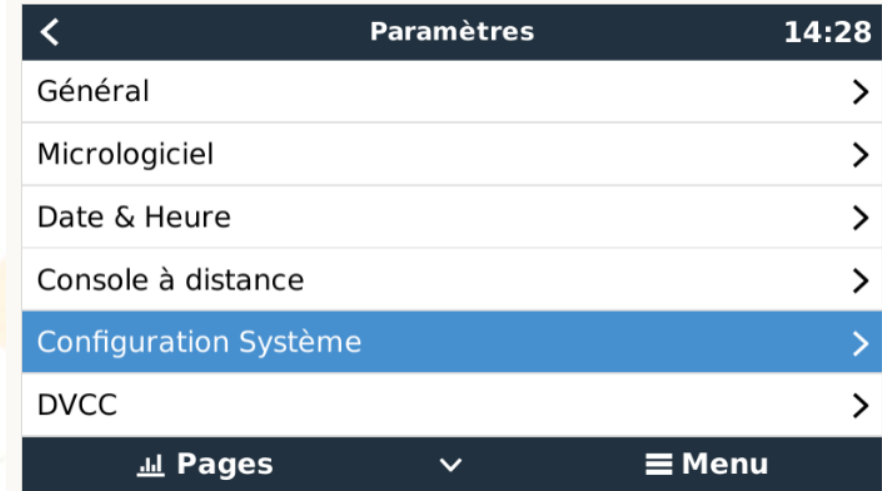 Paramètres 14:28
Général
Micrologiciel
Date & Heure
Console à distance
Configuration Système
DVCC
Pages Menu